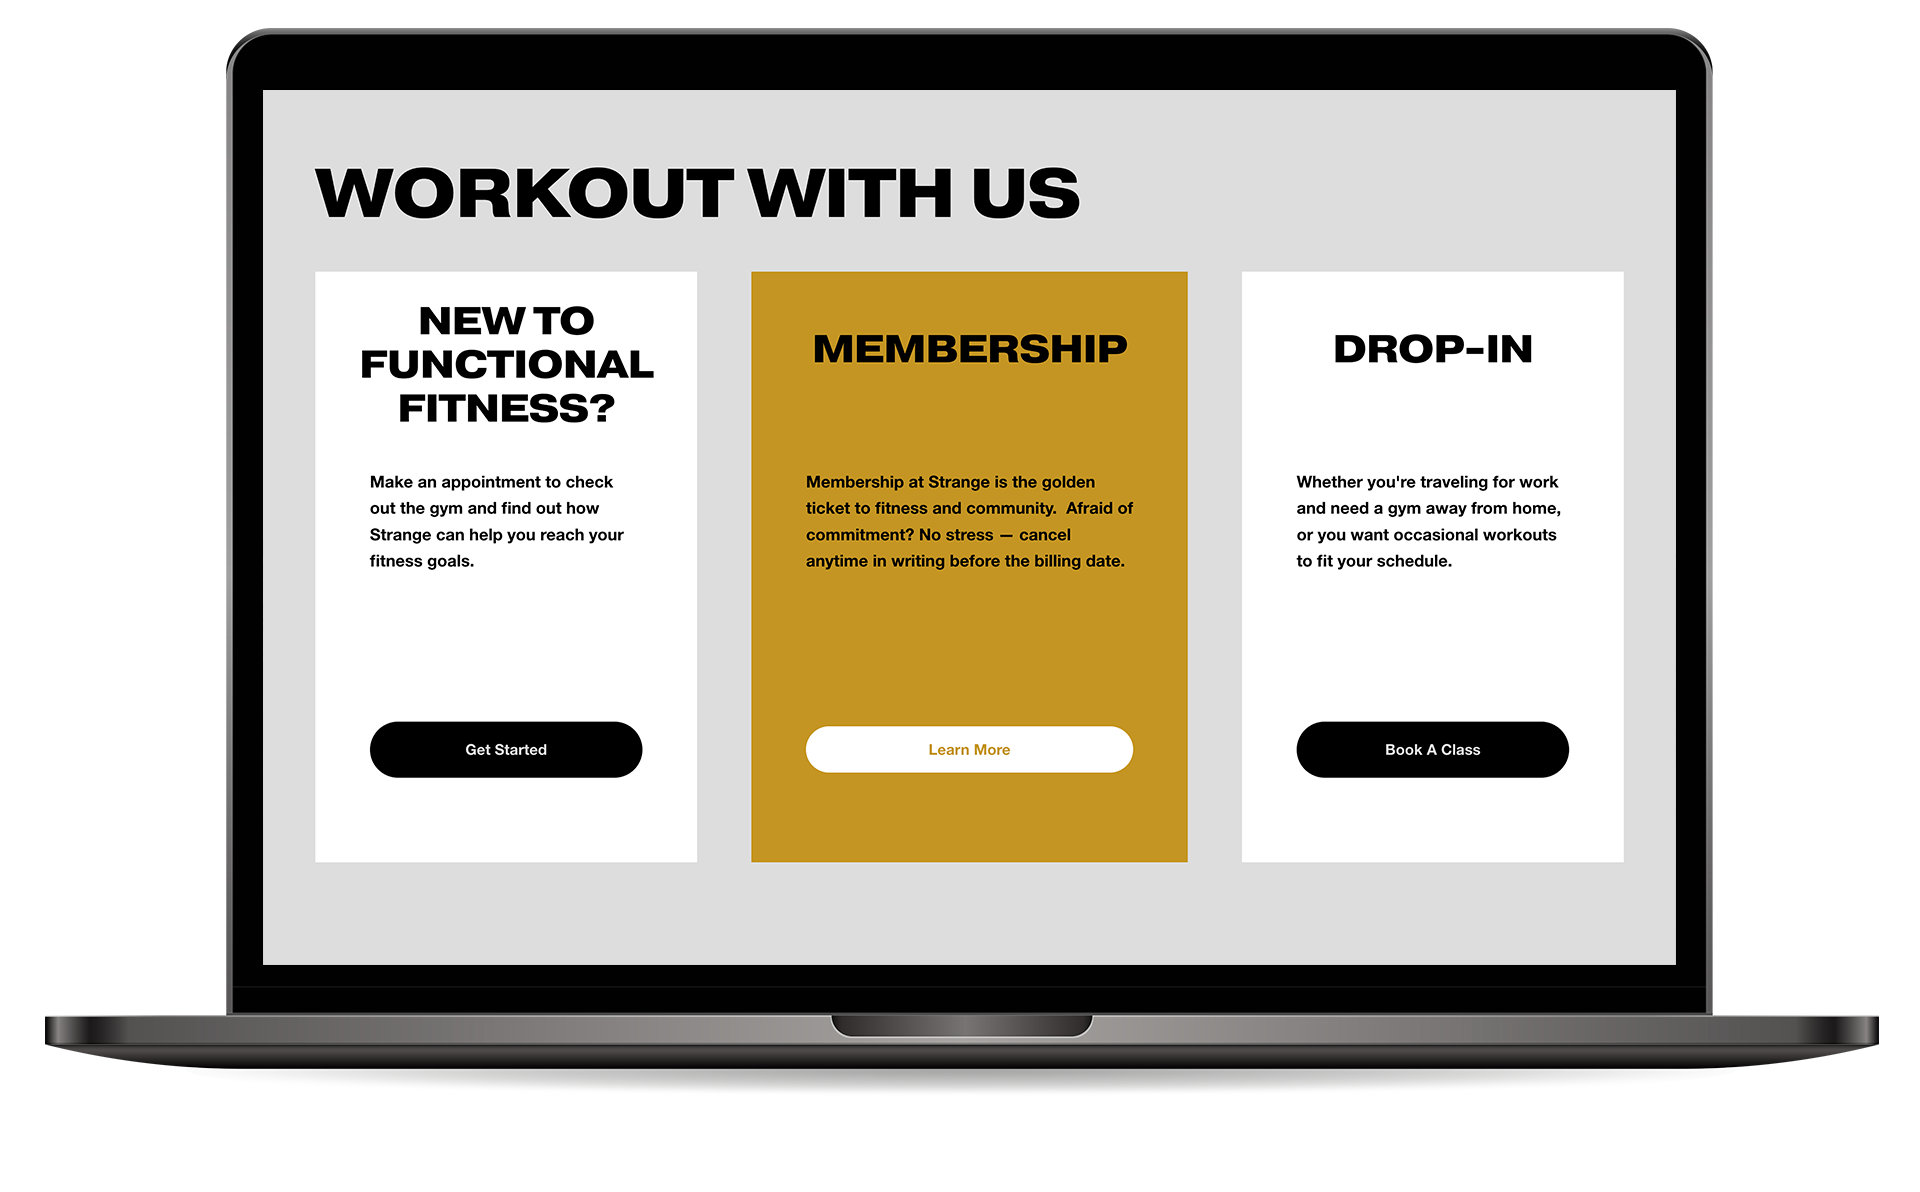 WORKOUT WITH US
NEW TO
FUNCTIONAL
FITNESS?
Make an appointment to check
out the gym and find out how
Strange can help you reach your
fitness goals.
Get Started
MEMBERSHIP
Membership at Strange is the golden
ticket to fitness and community.  Afraid of
commitment? No stress — cancel
anytime in writing before the billing date.
Learn More
DROP-IN
Whether you're traveling for work
and need a gym away from home,
or you want occasional workouts
to fit your schedule.
Book A Class